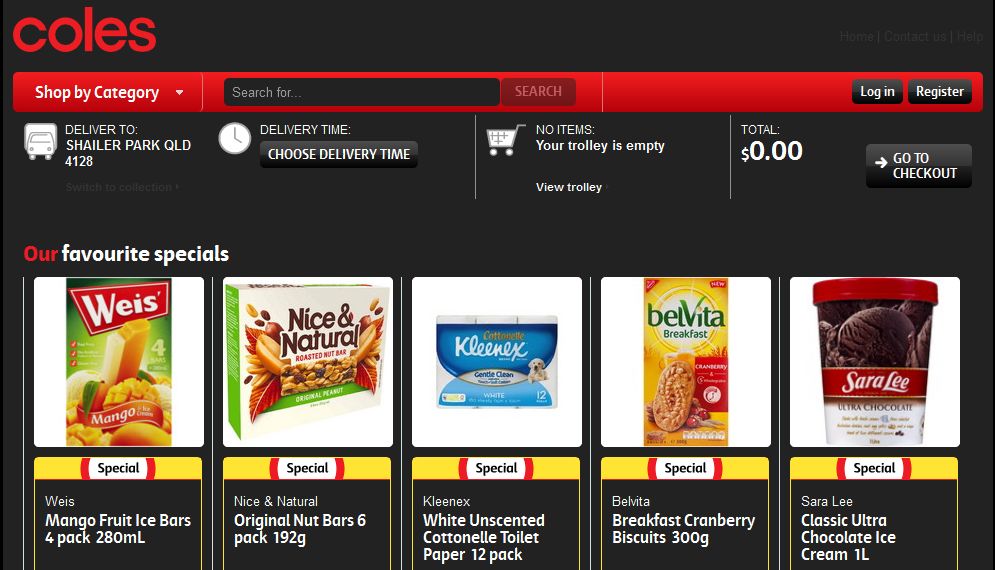 coles
Home | Contact us | Help
Shop by Category
Search for...
SEARCH
Log in
Register
DELIVER TO:
SHAILER PARK QLD
4128
Switch to collection
DELIVERY TIME:
CHOOSE DELIVERY TIME
NO ITEMS:
Your trolley is empty
View trolley
TOTAL:
$0.00
GO TO
CHECKOUT
Our favourite specials
Weis
4
BARS
Mango & Ice
Cream
Nice &
Natural
ROASTED NUT BAR
ORIGINAL PEANUT
Cottonelle
Kleenex
Gentle Clean
WHITE
12
NEW
belVita
Breakfast
CRANBERRY
Sara Lee
ULTRA CHOCOLATE
Special
Special
Special
Special
Special
Weis
Mango Fruit Ice Bars
4 pack 280mL
Nice & Natural
Original Nut Bars 6
pack 192g
Kleenex
White Unscented
Cottonelle Toilet
Paper 12 pack
Belvita
Breakfast Cranberry
Biscuits 300g
Sara Lee
Classic Ultra
Chocolate Ice
Cream 1L